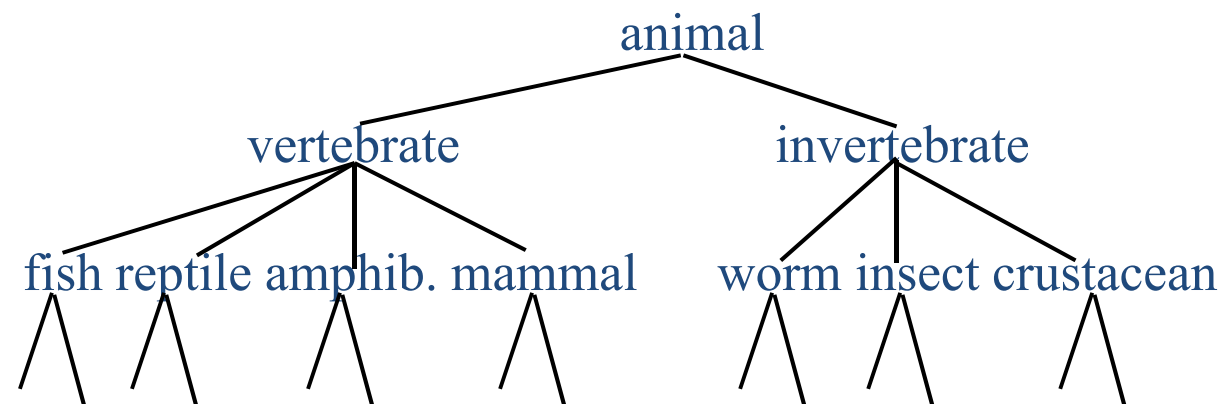 animal
vertebrate invertebrate
fish reptile amphib. mammal worm insect crustacean